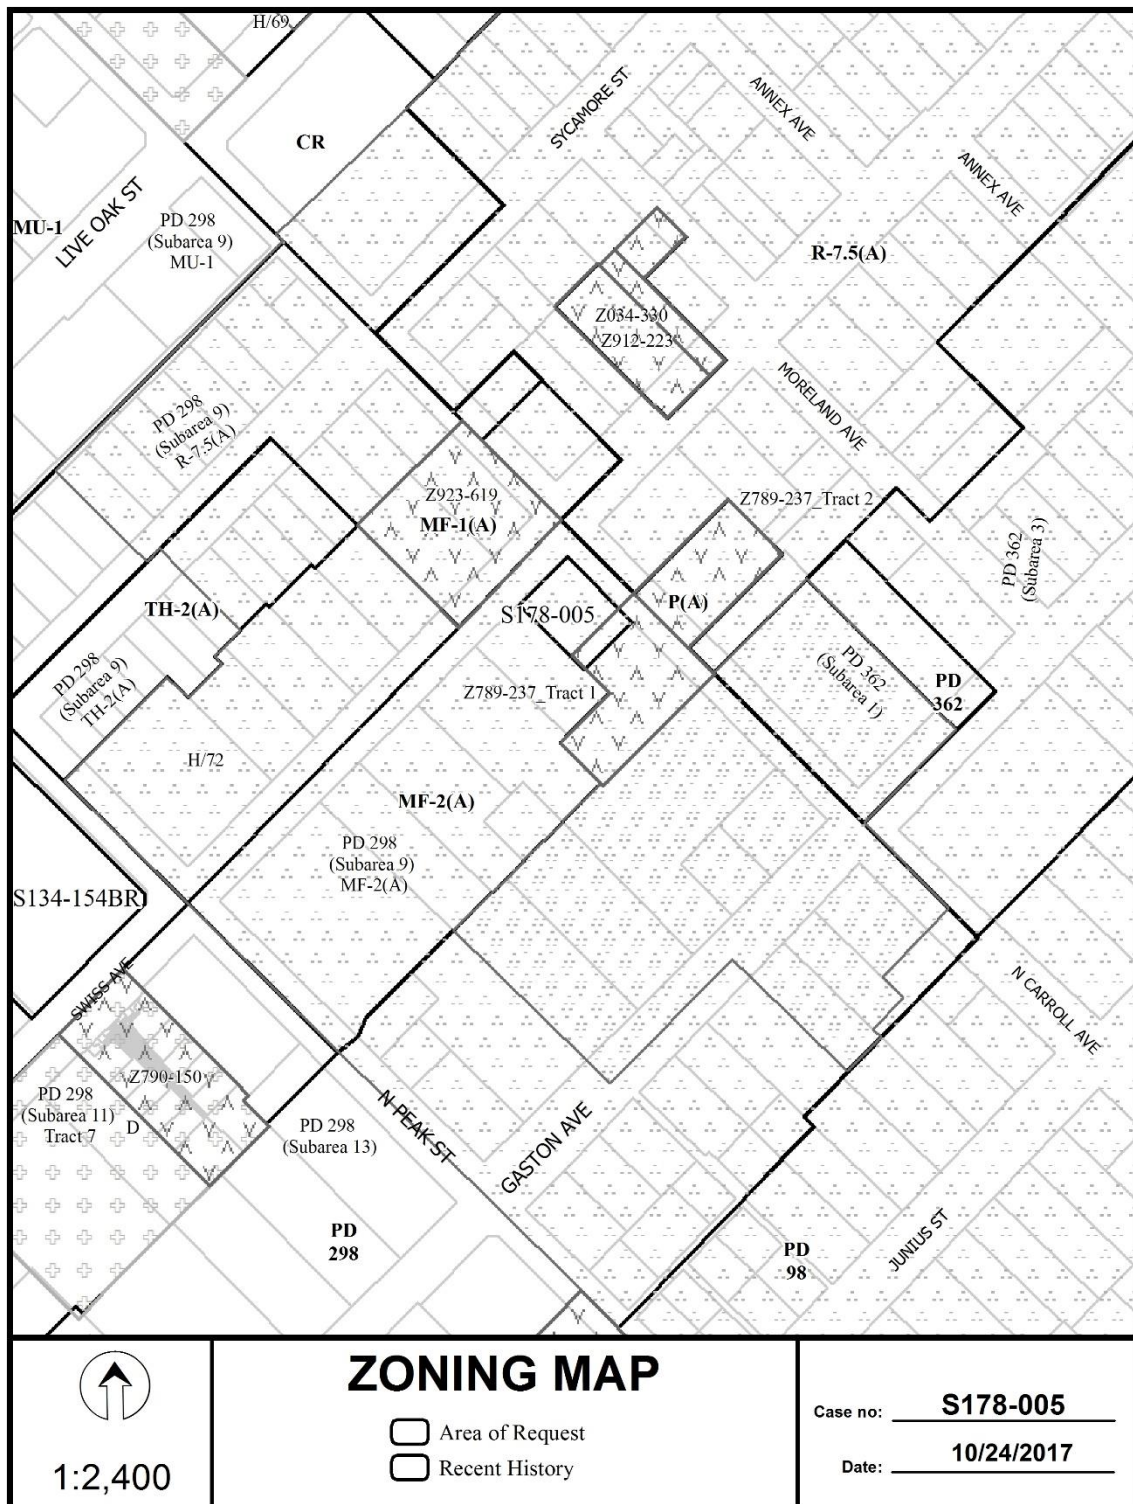 H/69
CR
SYCAMORE ST
ANNEX AVE
ANNEX AVE
MU-1
LIVE OAK ST
PD 298
(Subarea 9)
MU-1
R-7.5(A)
Z034-330
Z912-223
MORELAND AVE
PD 298
(Subarea 9)
R-7.5(A)
Z923-619
MF-1(A)
Z789-237_Tract 2
PD 362
(Subarea 3)
TH-2(A)
S178-005
P(A)
PD 298
(Subarea 9)
TH-2(A)
Z789-237_Tract 1
PD 362
(Subarea 1)
PD
362
H/72
MF-2(A)
PD 298
(Subarea 9)
MF-2(A)
S134-154BR
SWISS AVE
N CARROLL AVE
Z790-150
PD 298
(Subarea 11)
Tract 7
D
PD 298
(Subarea 13)
N PEAK ST
GASTON AVE
PD
298
PD
98
JUNIUS ST
1:2,400
ZONING MAP
Area of Request
Recent History
Case no: S178-005
Date: 10/24/2017